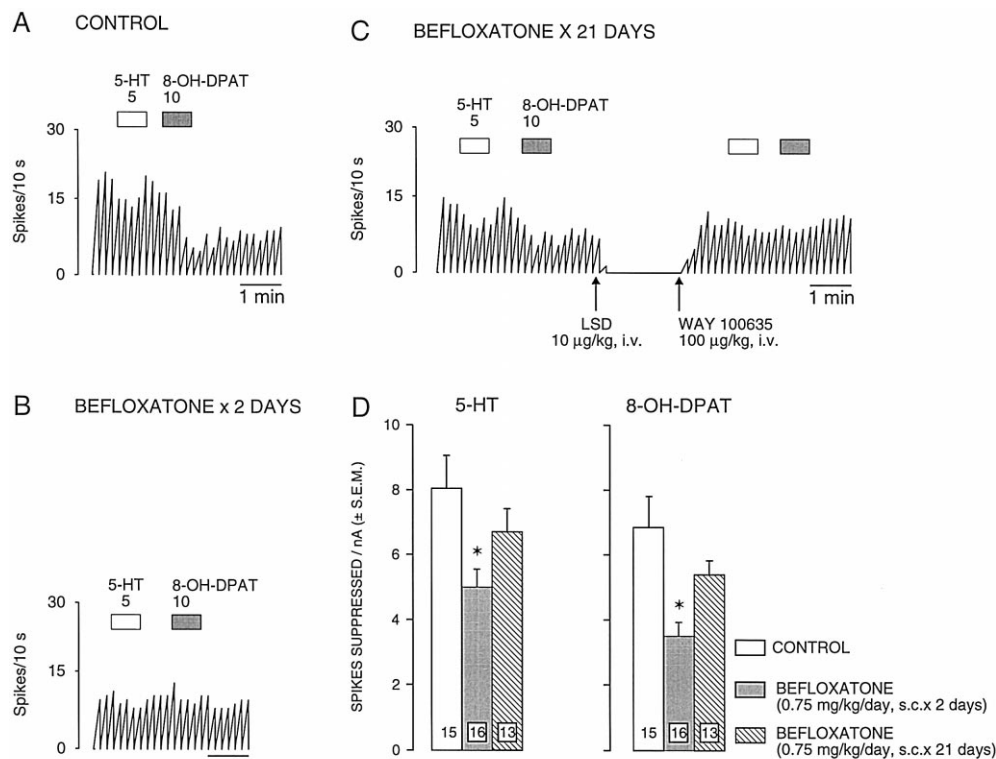 A CONTROL
5-HT 8-OH-DPAT
5 10
30
15
0
Spikes/10 s
1 min
C BEFLOXATONE X 21 DAYS
5-HT 8-OH-DPAT
5 10
30
15
0
Spikes/10 s
1 min
LSD
10 µg/kg, i.v.
WAY 100635
100 µg/kg, i.v.
B BEFLOXATONE x 2 DAYS
5-HT 8-OH-DPAT
5 10
30
15
0
Spikes/10 s
D 5-HT 8-OH-DPAT
SPIKES SUPPRESSED / nA (± S.E.M.)
10
8
6
4
2
0
*
15 16 13
*
15 16 13
CONTROL
BEFLOXATONE
(0.75 mg/kg/day, s.c.x 2 days)
BEFLOXATONE
(0.75 mg/kg/day, s.c.x 21 days)